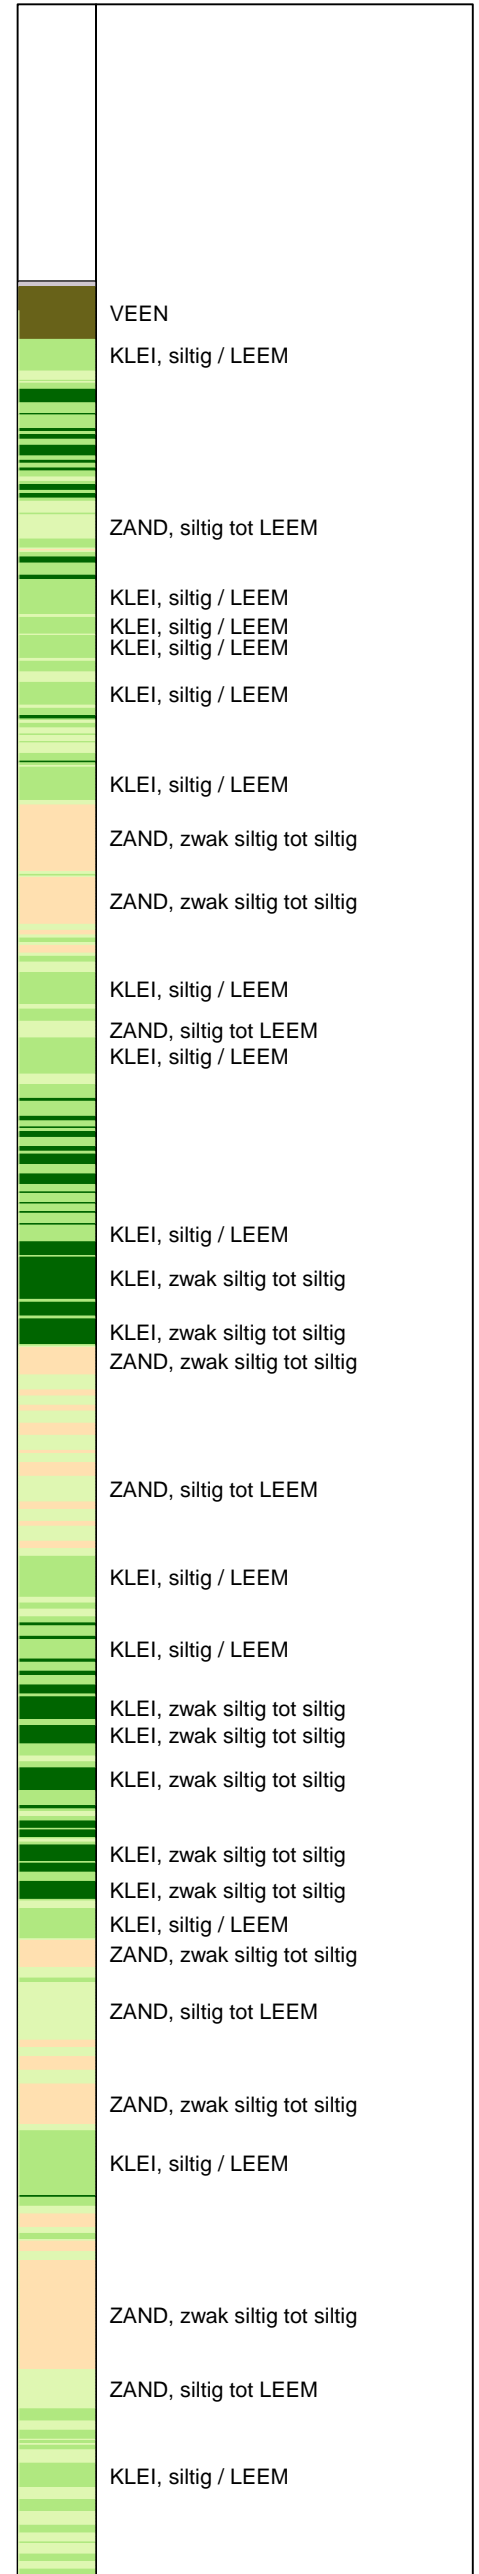 VEEN
KLEI, siltig / LEEM
ZAND, siltig tot LEEM
KLEI, siltig / LEEM
KLEI, siltig / LEEM
KLEI, siltig / LEEM
KLEI, siltig / LEEM
KLEI, siltig / LEEM
ZAND, zwak siltig tot siltig
ZAND, zwak siltig tot siltig
KLEI, siltig / LEEM
ZAND, siltig tot LEEM
KLEI, siltig / LEEM
KLEI, siltig / LEEM
KLEI, zwak siltig tot siltig
KLEI, zwak siltig tot siltig
ZAND, zwak siltig tot siltig
ZAND, siltig tot LEEM
KLEI, siltig / LEEM
KLEI, siltig / LEEM
KLEI, zwak siltig tot siltig
KLEI, zwak siltig tot siltig
KLEI, zwak siltig tot siltig
KLEI, zwak siltig tot siltig
KLEI, zwak siltig tot siltig
KLEI, siltig / LEEM
ZAND, zwak siltig tot siltig
ZAND, siltig tot LEEM
ZAND, zwak siltig tot siltig
KLEI, siltig / LEEM
ZAND, zwak siltig tot siltig
ZAND, siltig tot LEEM
KLEI, siltig / LEEM